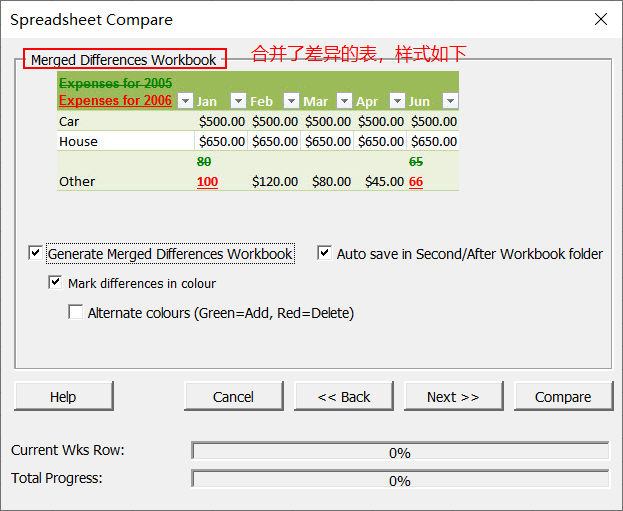 Spreadsheet Compare
Merged Differences Workbook
合并了差异的表，样式如下
Expenses for 2005
Expenses for 2006 Jan Feb Mar Apr Jun
Car $500.00 $500.00 $500.00 $500.00 $500.00
House $650.00 $650.00 $650.00 $650.00 $650.00
80 65
Other 100 $120.00 $80.00 $45.00 66
Generate Merged Differences Workbook Auto save in Second/After Workbook folder
Mark differences in colour
Alternate colours (Green=Add, Red=Delete)
Help Cancel << Back Next >> Compare
Current Wks Row: 0%
Total Progress: 0%